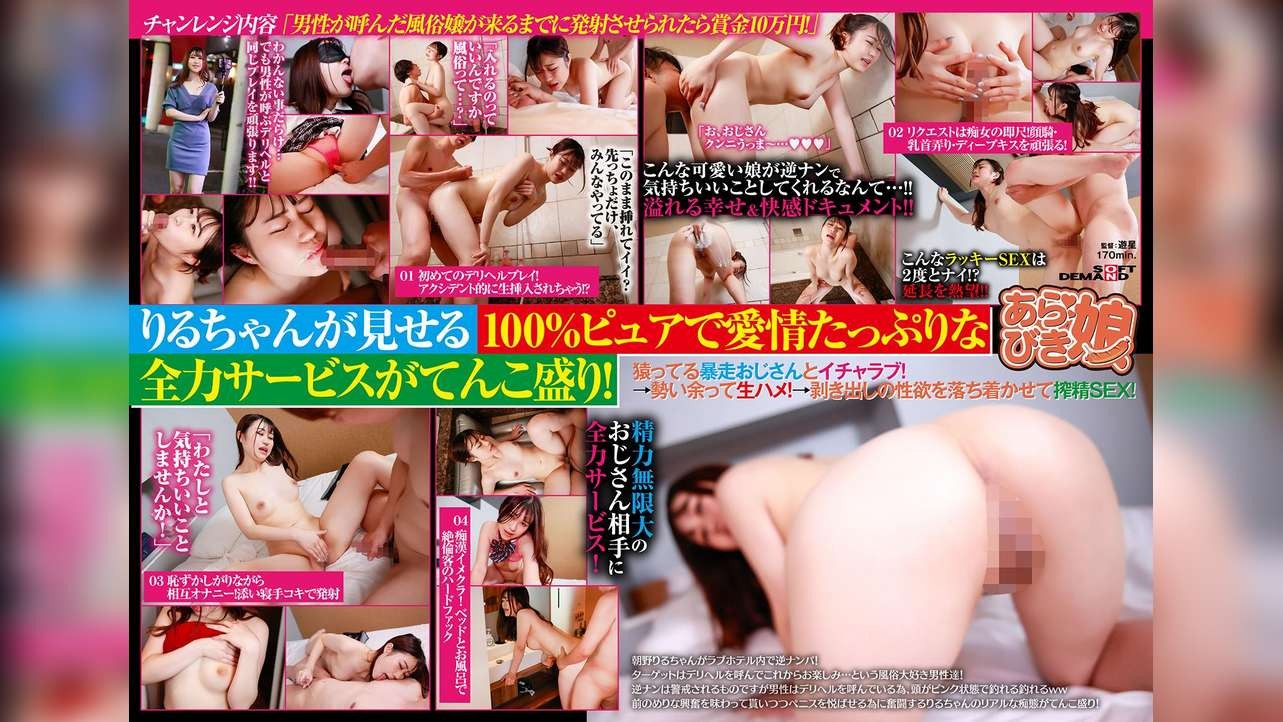 チャンレンジ内容「男性が呼んだ風俗嬢が来るまでに発射させられたら賞金10万円!」
わかんない事だらけ…
でも男性が呼ぶデリヘルと
同じプレイを頑張ります!!
「入れるのって
いいんですか
風俗って…?」
「このまま挿れてイイ?
先っちょだけ、
みんなやってる」
01 初めてのデリヘルプレイ!
アクシデント的に生挿入されちゃう!?
「お、おじさん
クンニうっま〜…♥♥♥」
こんな可愛い娘が逆ナンで
気持ちいいことしてくれるなんて…!!
溢れる幸せ&快感ドキュメント!!
02 リクエストは痴女の即尺!顔騎・
乳首弄り・ディープキスを頑張る!
こんなラッキーSEXは
2度とナイ!?
延長を熱望!!
監督:遊星
170min.
SOFT ON DEMAND
あらびき娘
りるちゃんが見せる100%ピュアで愛情たっぷりな
全力サービスがてんこ盛り!
猿ってる暴走おじさんとイチャラブ!
→勢い余って生ハメ!→剥き出しの性欲を落ち着かせて搾精SEX!
「わたしと
気持ちいいこと
しませんか!」
03 恥ずかしがりながら
相互オナニー!添い寝手コキで発射
04 痴漢イメクラ!ベッドとお風呂で
絶倫客のハードファック
精力無限大の
おじさん相手に
全力サービス!
朝野りるちゃんがラブホテル内で逆ナンパ!
ターゲットはデリヘルを呼んでこれからお楽しみ…という風俗大好き男性達!
逆ナンは警戒されるものですが男性はデリヘルを呼んでいる為、頭がピンク状態で釣れる釣れるww
前のめりな興奮を味わって貰いつつペニスを悦ばせる為に奮闘するりるちゃんのリアルな痴態がてんこ盛り!